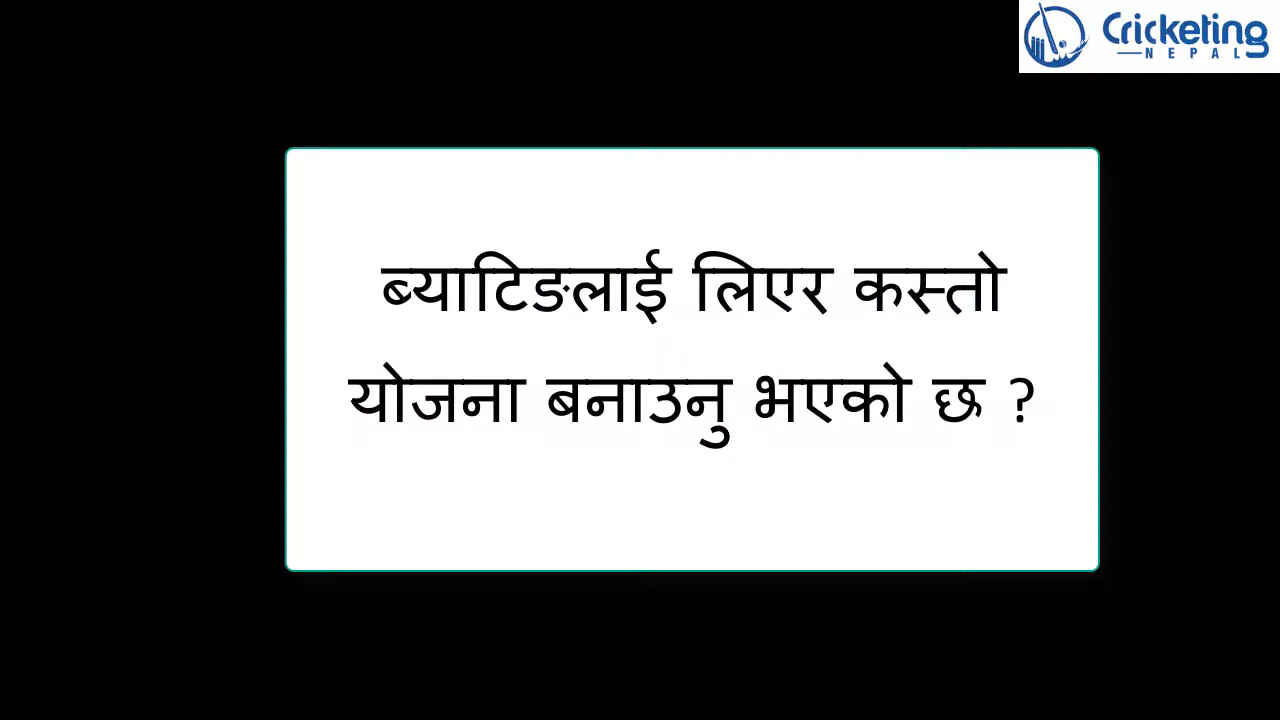 Cricketing
NEPAL
ब्याटिङलाई लिएर कस्तो
योजना बनाउनु भएको छ ?